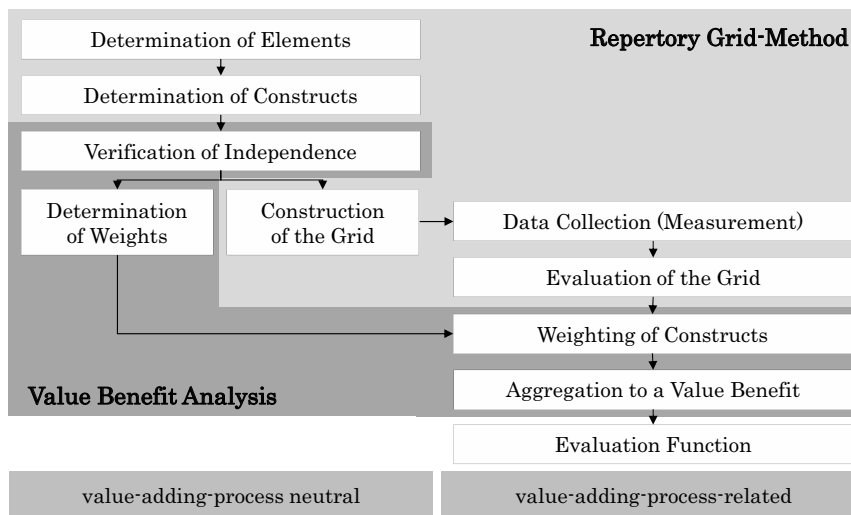 Determination of Elements
Repertory Grid-Method
Determination of Constructs
Verification of Independence
Determination
of Weights
Construction
of the Grid
Data Collection (Measurement)
Evaluation of the Grid
Weighting of Constructs
Value Benefit Analysis
Aggregation to a Value Benefit
Evaluation Function
value-adding-process neutral
value-adding-process-related